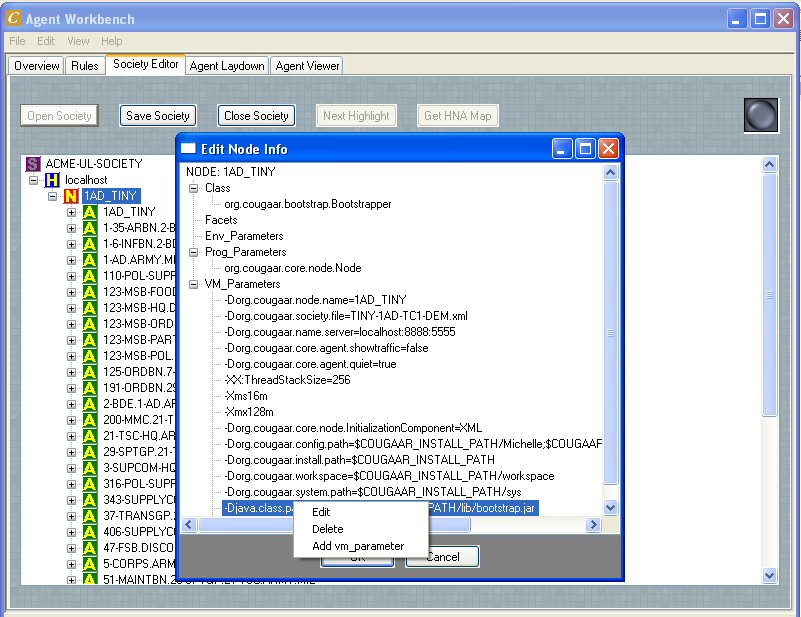 C Agent Workbench
File Edit View Help
Overview Rules Society Editor Agent Laydown Agent Viewer
Open Society Save Society Close Society Next Highlight Get HNA Map
S ACME-UL-SOCIETY
H localhost
N 1AD_TINY
A 1AD_TINY
A 1-35-ARBN.2-B
A 1-6-INFBN.2-BD
A 1-AD.ARMY.MI
A 110-POL-SUPP
A 123-MSB-FOOD
A 123-MSB-HQ.D
A 123-MSB-ORD
A 123-MSB-PAR
A 123-MSB-POL.
A 125-ORDBN.7-
A 191-ORDBN.29
A 2-BDE.1-AD.AR
A 200-MMC.21-T
A 21-TSC-HQ.AR
A 29-SPTGP.21-T
A 3-SUPCOM-HQ
A 316-POL-SUPP
A 343-SUPPLYCO
A 37-TRANSGP.
A 406-SUPPLYCO
A 47-FSB.DISCO
A 5-CORPS.ARM
A 51-MAINTBN.29
Edit Node Info
NODE: 1AD_TINY
Class
org.cougaar.bootstrap.Bootstrapper
Facets
Env_Parameters
Prog_Parameters
org.cougaar.core.node.Node
VM_Parameters
-Dorg.cougaar.node.name=1AD_TINY
-Dorg.cougaar.society.file=TINY-1AD-TC1-DEM.xml
-Dorg.cougaar.name.server=localhost:8888:5555
-Dorg.cougaar.core.agent.showtraffic=false
-Dorg.cougaar.core.agent.quiet=true
-XX:ThreadStackSize=256
-Xms16m
-Xmx128m
-Dorg.cougaar.core.node.InitializationComponent=XML
-Dorg.cougaar.config.path=$COUGAAR_INSTALL_PATH/Michelle;$COUGAAR
-Dorg.cougaar.install.path=$COUGAAR_INSTALL_PATH
-Dorg.cougaar.workspace=$COUGAAR_INSTALL_PATH/workspace
-Dorg.cougaar.system.path=$COUGAAR_INSTALL_PATH/sys
-Djava.class.pa PATH/lib/bootstrap.jar
Edit
Delete
Add vm_parameter
OK Cancel